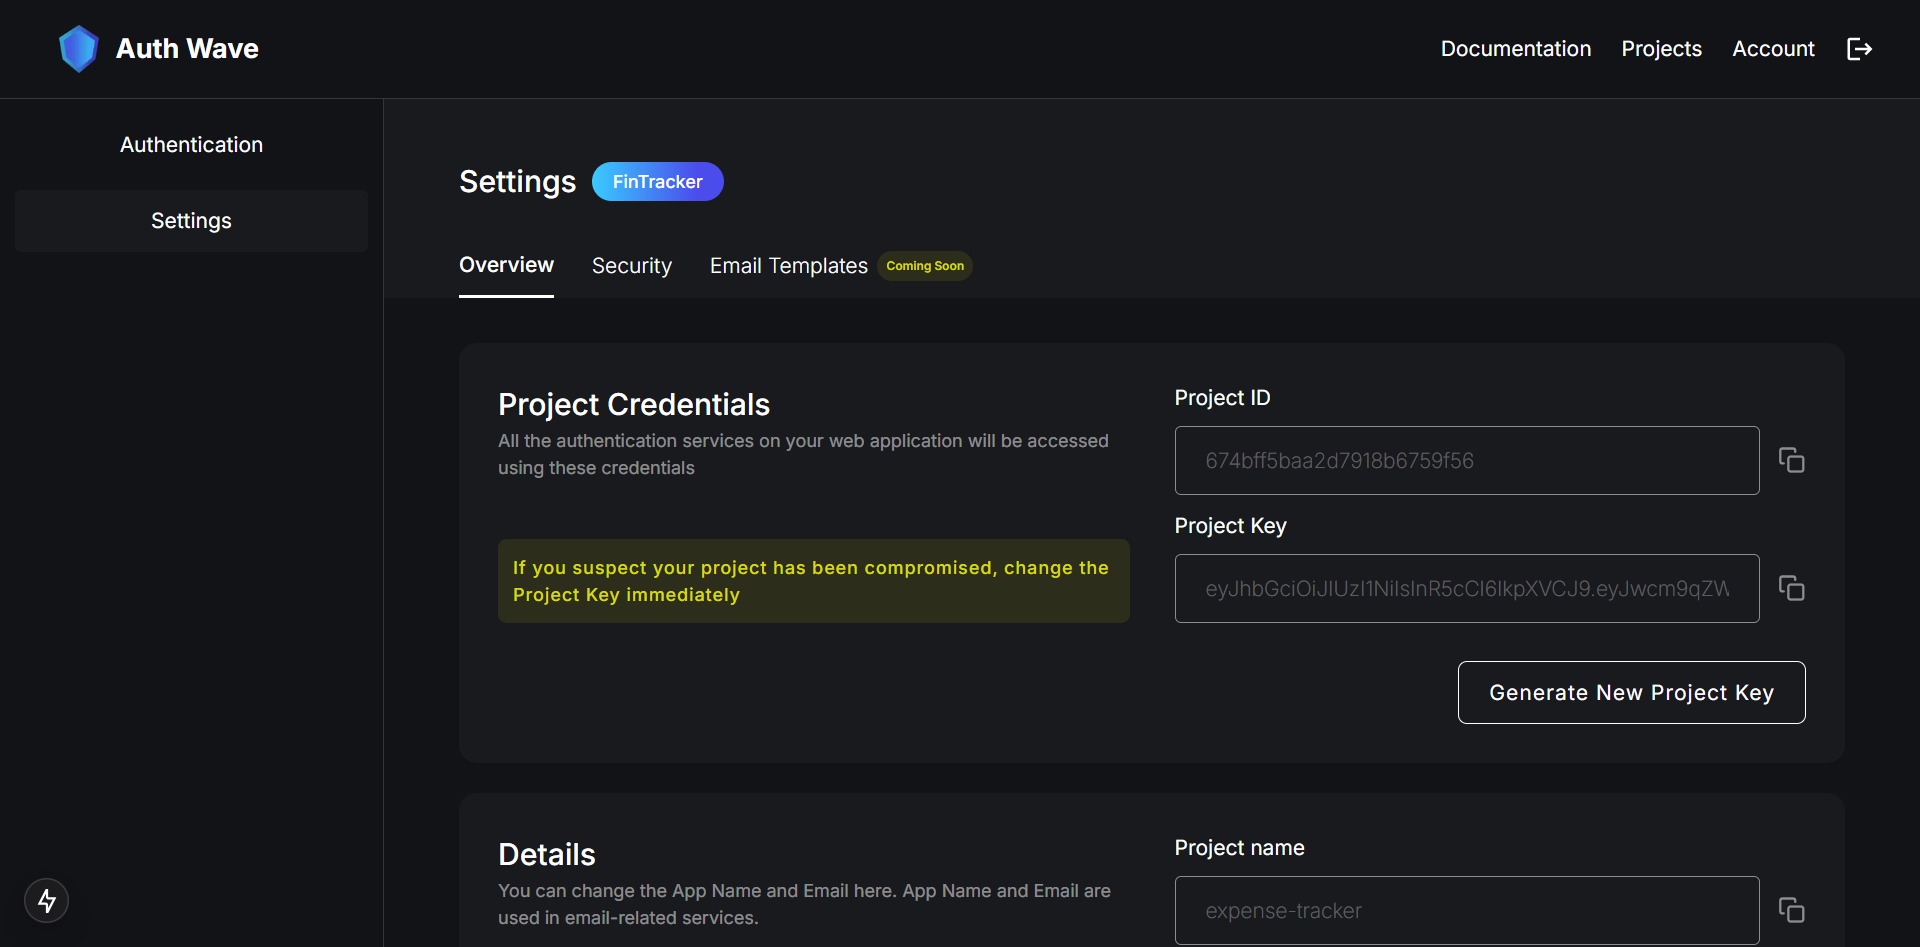 Auth Wave
Documentation Projects Account
Authentication
Settings
Settings FinTracker
Overview Security Email Templates Coming Soon
Project Credentials
All the authentication services on your web application will be accessed
using these credentials
If you suspect your project has been compromised, change the
Project Key immediately
Project ID
674bff5baa2d7918b6759f56
Project Key
eyJhbGciOiJIUzI1NiIsInR5cCI6IkpXVCJ9.eyJwcm9qZW
Generate New Project Key
Details
You can change the App Name and Email here. App Name and Email are
used in email-related services.
Project name
expense-tracker